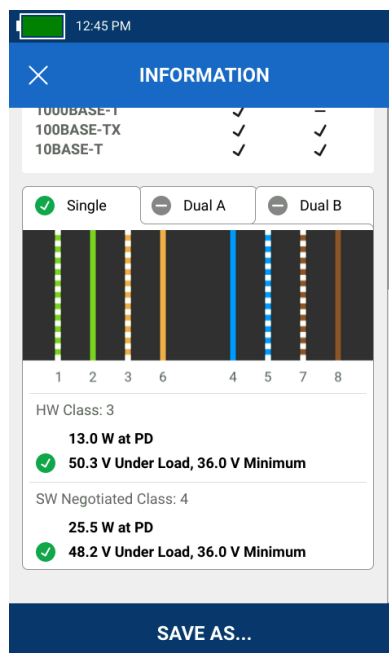 12:45 PM
INFORMATION
1000BASE-T ✓ –
100BASE-TX ✓ ✓
10BASE-T ✓ ✓
Single Dual A Dual B
1 2 3 6 4 5 7 8
HW Class: 3
13.0 W at PD
50.3 V Under Load, 36.0 V Minimum
SW Negotiated Class: 4
25.5 W at PD
48.2 V Under Load, 36.0 V Minimum
SAVE AS...